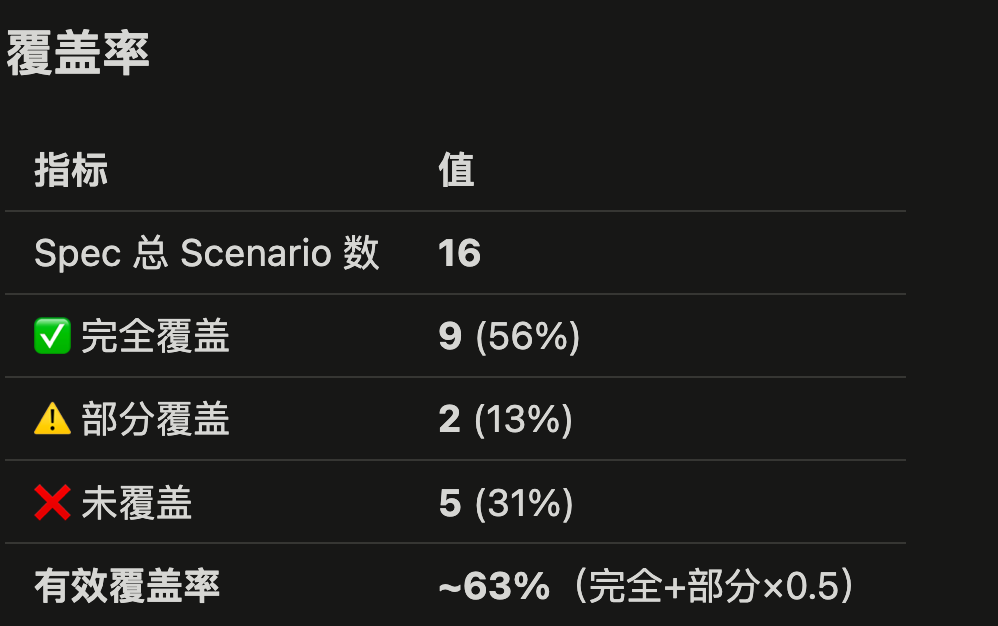 覆盖率
指标 值
Spec 总 Scenario 数 16
✅ 完全覆盖 9 (56%)
⚠️ 部分覆盖 2 (13%)
❌ 未覆盖 5 (31%)
有效覆盖率 ~63%（完全+部分×0.5）